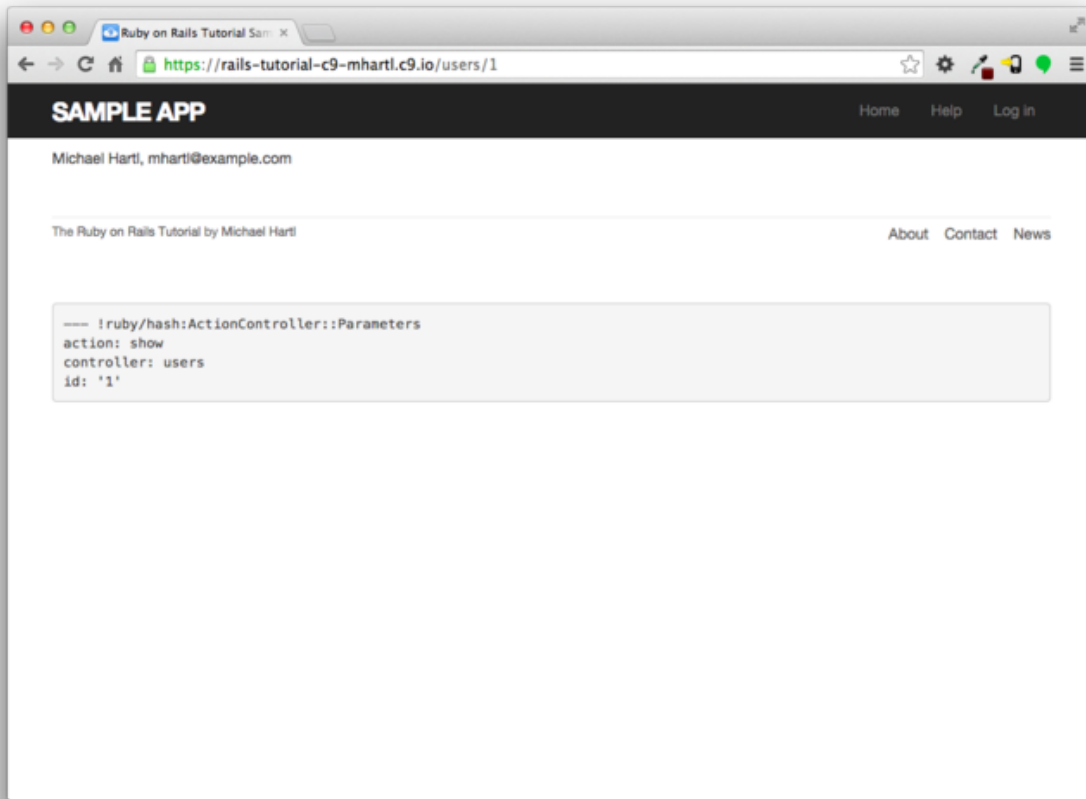 Ruby on Rails Tutorial Sam
https://rails-tutorial-c9-mhartl.c9.io/users/1
SAMPLE APP
Home Help Log in
Michael Hartl, mhartl@example.com
The Ruby on Rails Tutorial by Michael Hartl
About Contact News
--- !ruby/hash:ActionController::Parameters
action: show
controller: users
id: '1'